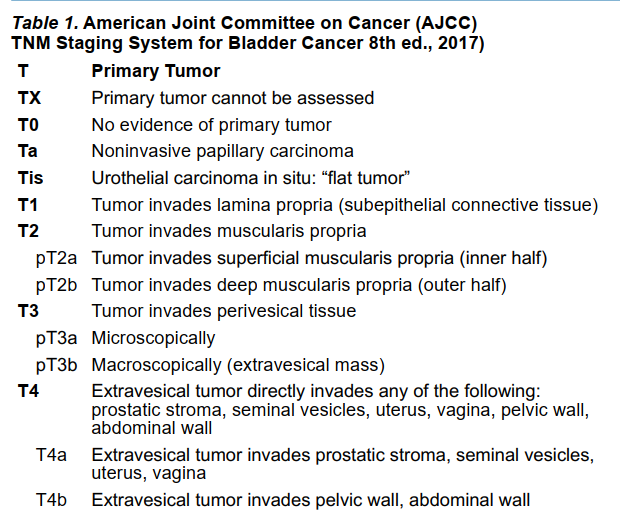 Table 1. American Joint Committee on Cancer (AJCC)
TNM Staging System for Bladder Cancer 8th ed., 2017)
T Primary Tumor
TX Primary tumor cannot be assessed
T0 No evidence of primary tumor
Ta Noninvasive papillary carcinoma
Tis Urothelial carcinoma in situ: “flat tumor”
T1 Tumor invades lamina propria (subepithelial connective tissue)
T2 Tumor invades muscularis propria
pT2a Tumor invades superficial muscularis propria (inner half)
pT2b Tumor invades deep muscularis propria (outer half)
T3 Tumor invades perivesical tissue
pT3a Microscopically
pT3b Macroscopically (extravesical mass)
T4 Extravesical tumor directly invades any of the following:
prostatic stroma, seminal vesicles, uterus, vagina, pelvic wall,
abdominal wall
T4a Extravesical tumor invades prostatic stroma, seminal vesicles,
uterus, vagina
T4b Extravesical tumor invades pelvic wall, abdominal wall